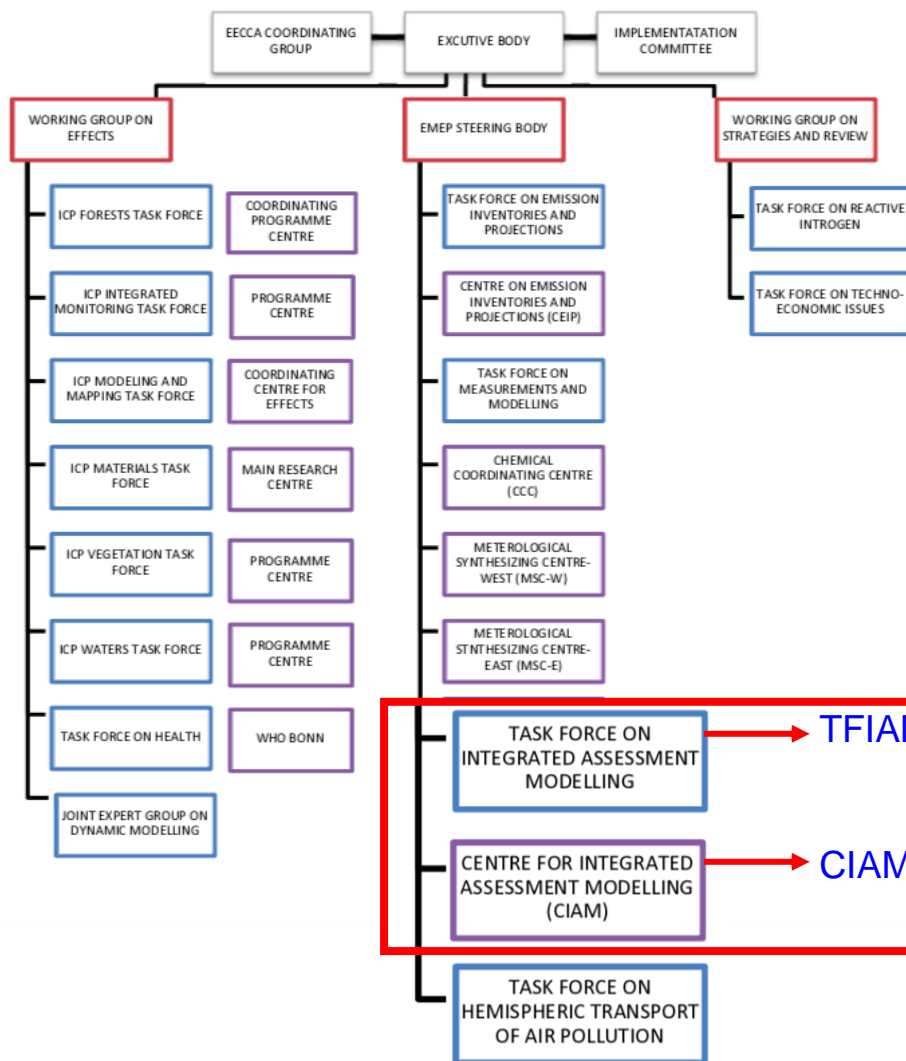 EECCA COORDINATING
GROUP
EXCUTIVE BODY
IMPLEMENTATATION
COMMITTEE
WORKING GROUP ON
EFFECTS
EMEP STEERING BODY
WORKING GROUP ON
STRATEGIES AND REVIEW
ICP FORESTS TASK FORCE
COORDINATING
PROGRAMME
CENTRE
ICP INTEGRATED
MONITORING TASK FORCE
PROGRAMME
CENTRE
ICP MODELING AND
MAPPING TASK FORCE
COORDINATING
CENTRE FOR
EFFECTS
ICP MATERIALS TASK
FORCE
MAIN RESEARCH
CENTRE
ICP VEGETATION TASK
FORCE
PROGRAMME
CENTRE
ICP WATERS TASK FORCE
PROGRAMME
CENTRE
TASK FORCE ON HEALTH
WHO BONN
JOINT EXPERT GROUP ON
DYNAMIC MODELLING
TASK FORCE ON EMISSION
INVENTORIES AND
PROJECTIONS
CENTRE ON EMISSION
INVENTORIES AND
PROJECTIONS (CEIP)
TASK FORCE ON
MEASUREMENTS AND
MODELLING
CHEMICAL
COORDINATING CENTRE
(CCC)
METEROLOGICAL
SYNTHESIZING CENTRE-
WEST (MSC-W)
METEROLOGICAL
STNTHESIZING CENTRE-
EAST (MSC-E)
TASK FORCE ON
INTEGRATED ASSESSMENT
MODELLING
CENTRE FOR INTEGRATED
ASSESSMENT MODELLING
(CIAM)
TASK FORCE ON
HEMISPHERIC TRANSPORT
OF AIR POLLUTION
TASK FORCE ON REACTIVE
INTROGEN
TASK FORCE ON TECHNO-
ECONOMIC ISSUES
CIAM